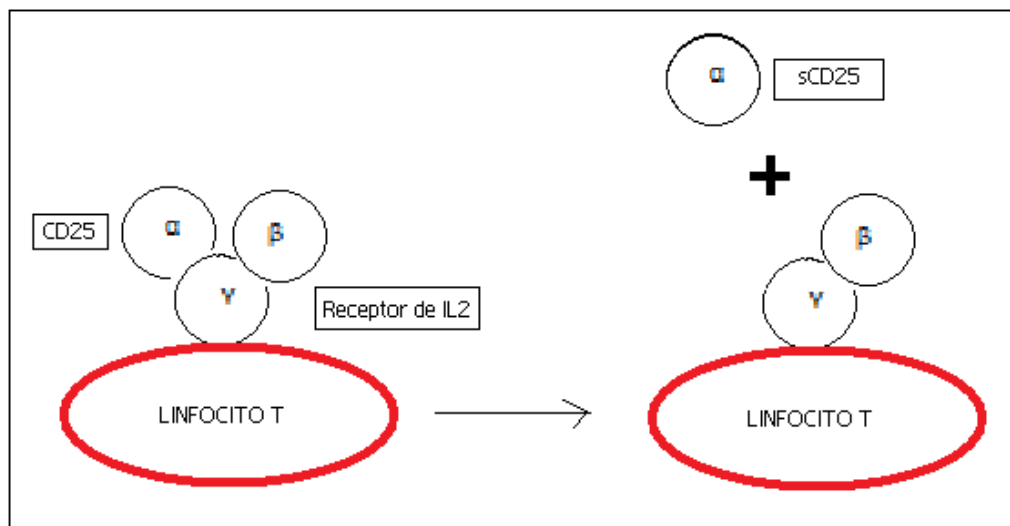 α
sCD25
+
CD25
α
β
γ
Receptor de IL2
LINFOCITO T
β
γ
LINFOCITO T